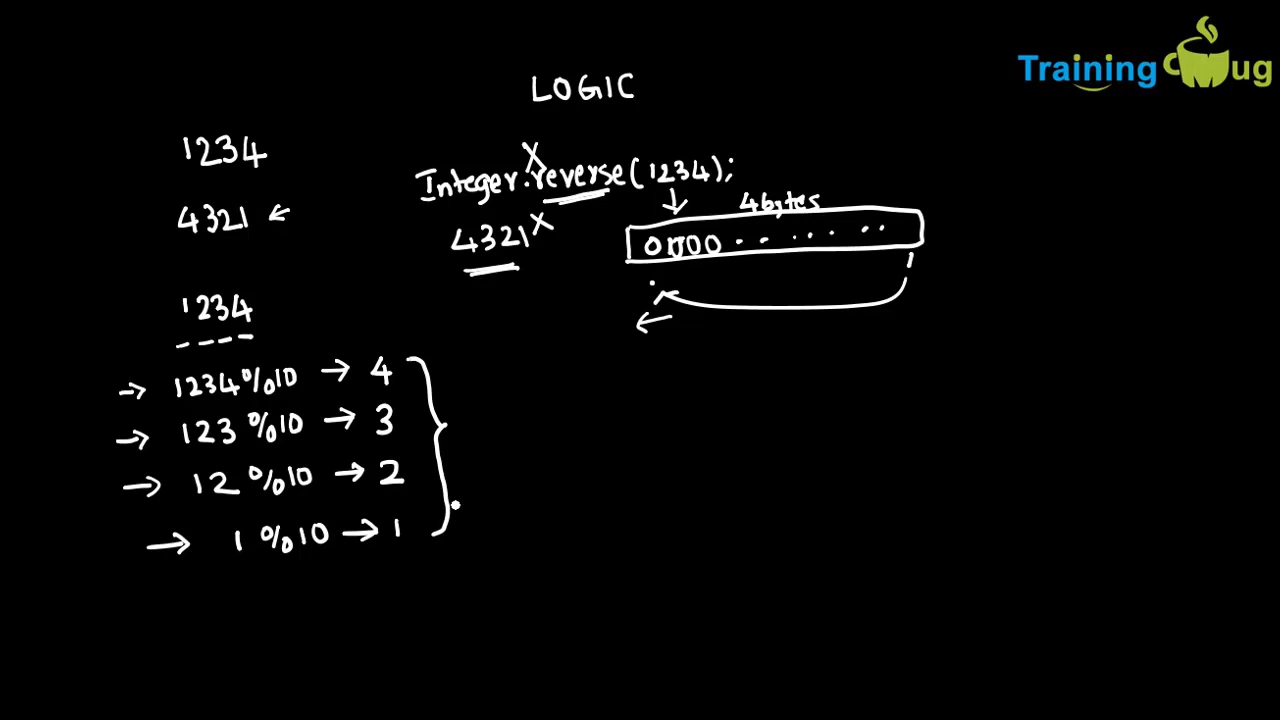 Training Mug
LOGIC
1234
4321 ←
X
Integer.reverse(1234);
4321 X
4bytes
1234
→ 1234%10 → 4
→ 123%10 → 3
→ 12%10 → 2
→ 1%10 → 1